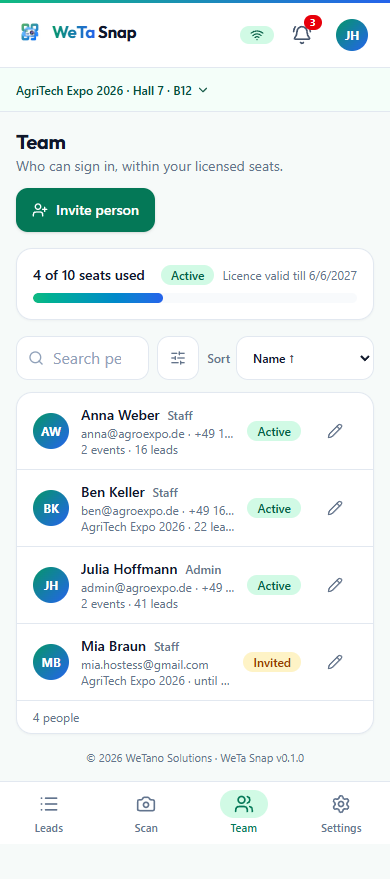 WeTa Snap
3
JH
AgriTech Expo 2026 · Hall 7 · B12
Team
Who can sign in, within your licensed seats.
Invite person
4 of 10 seats used
Active
Licence valid till 6/6/2027
Search pe
Sort
Name ↑
AW
Anna Weber Staff
anna@agroexpo.de · +49 1...
2 events · 16 leads
Active
BK
Ben Keller Staff
ben@agroexpo.de · +49 16...
AgriTech Expo 2026 · 22 lea...
Active
JH
Julia Hoffmann Admin
admin@agroexpo.de · +49 ...
2 events · 41 leads
Active
MB
Mia Braun Staff
mia.hostess@gmail.com
AgriTech Expo 2026 · until ...
Invited
4 people
© 2026 WeTano Solutions · WeTa Snap v0.1.0
Leads
Scan
Team
Settings